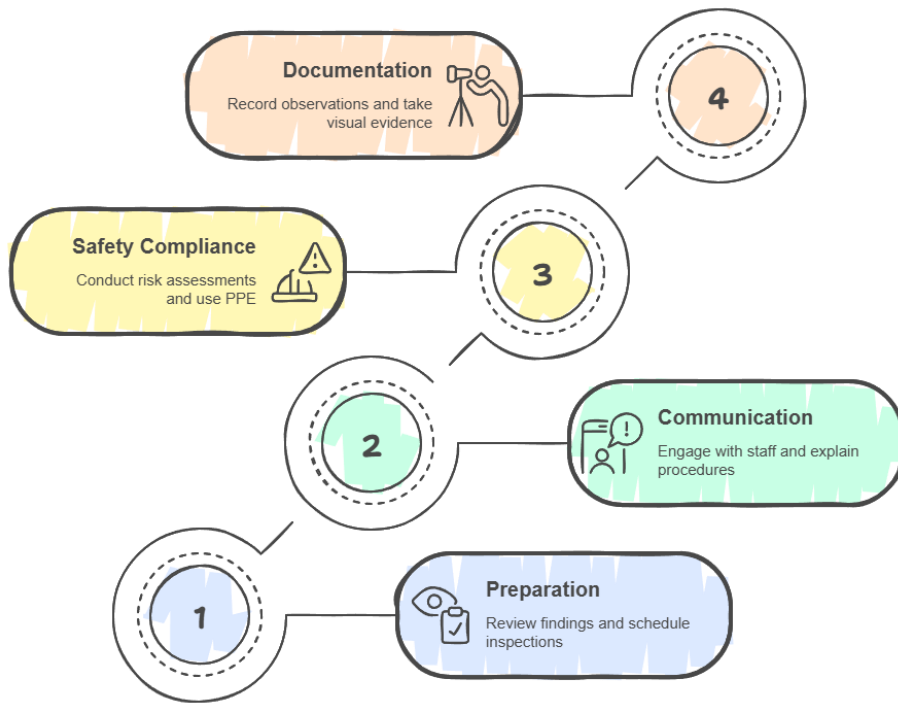 Documentation
Record observations and take
visual evidence
4
Safety Compliance
Conduct risk assessments
and use PPE
3
2
Communication
Engage with staff and explain
procedures
1
Preparation
Review findings and schedule
inspections